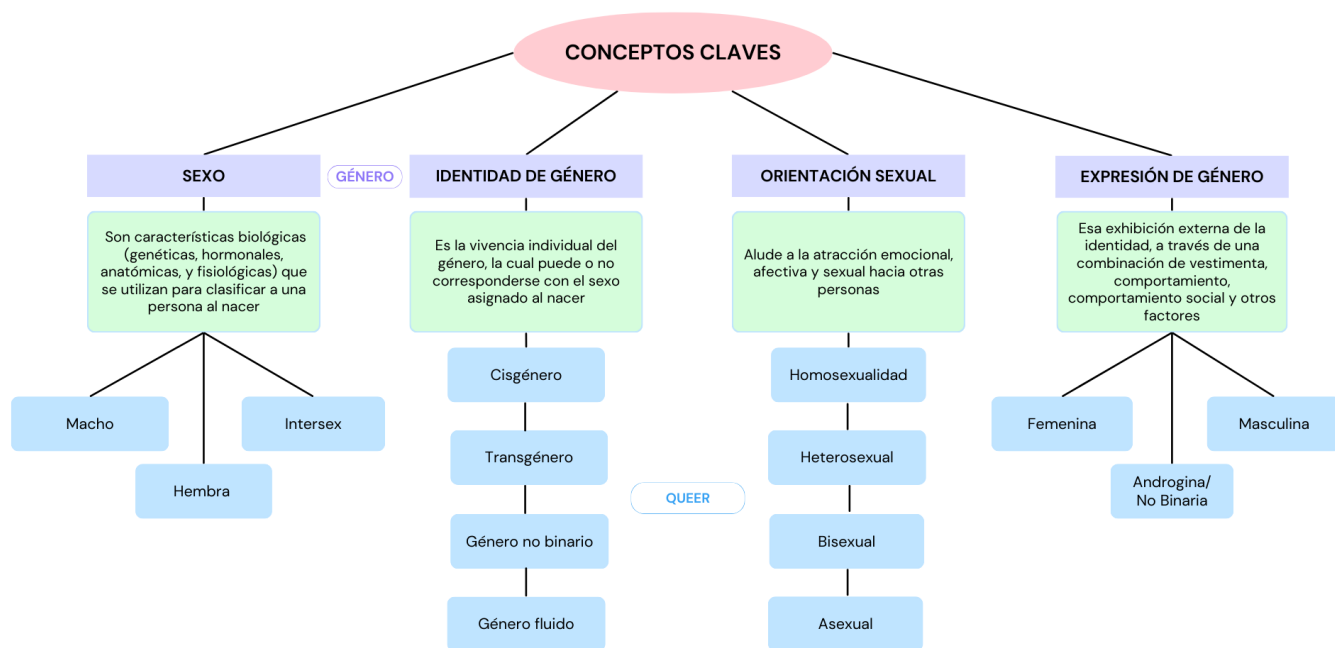 CONCEPTOS CLAVES
SEXO
GÉNERO
IDENTIDAD DE GÉNERO
ORIENTACIÓN SEXUAL
EXPRESIÓN DE GÉNERO
Son características biológicas
(genéticas, hormonales,
anatómicas, y fisiológicas) que
se utilizan para clasificar a una
persona al nacer
Es la vivencia individual del
género, la cual puede o no
corresponderse con el sexo
asignado al nacer
Alude a la atracción emocional,
afectiva y sexual hacia otras
personas
Esa exhibición externa de la
identidad, a través de una
combinación de vestimenta,
comportamiento,
comportamiento social y otros
factores
Macho
Hembra
Intersex
Cisgénero
Transgénero
Género no binario
Género fluido
QUEER
Homosexualidad
Heterosexual
Bisexual
Asexual
Femenina
Androgina/
No Binaria
Masculina